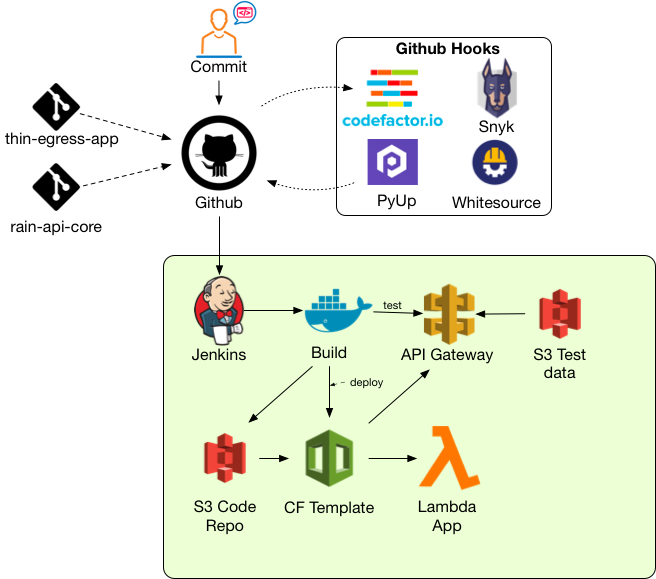 Commit
Github Hooks
codefactor.io
Snyk
thin-egress-app
PyUp
Whitesource
Github
rain-api-core
Jenkins
Build
test
API Gateway
S3 Test
data
deploy
S3 Code
Repo
CF Template
Lambda
App